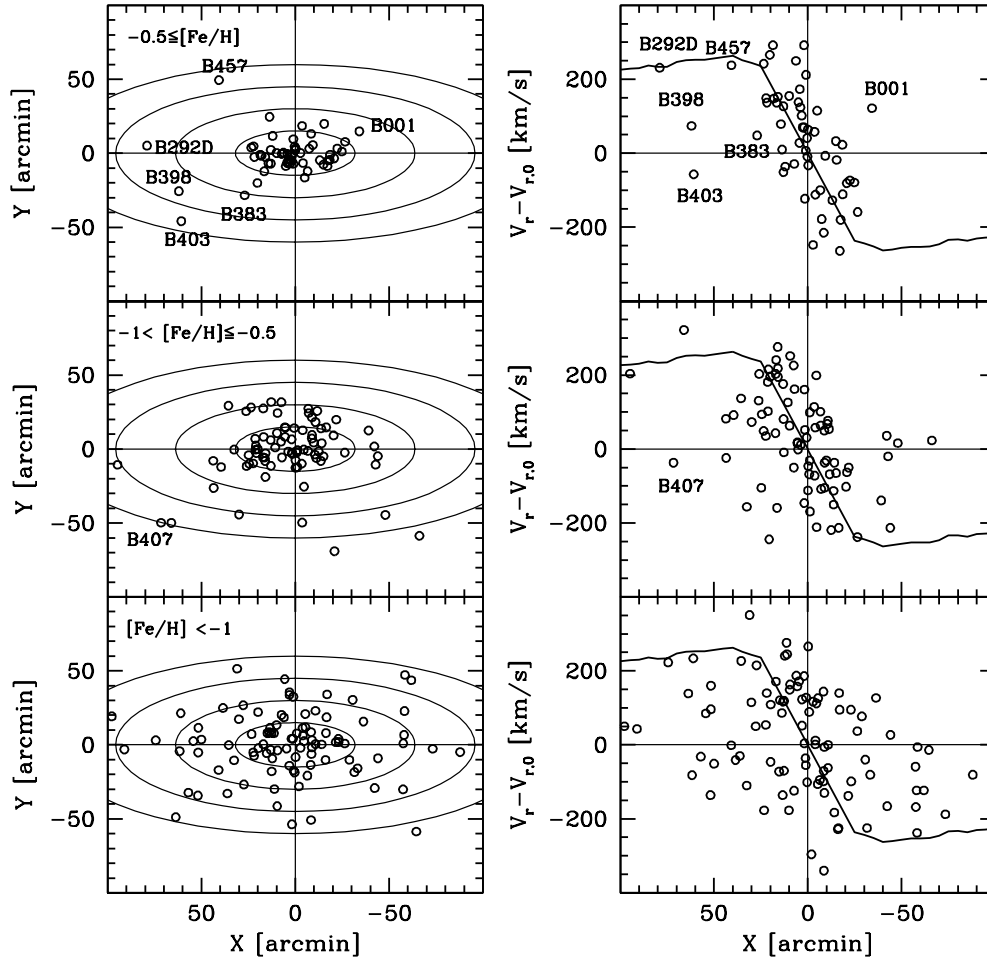 -0.5≤[Fe/H]
B457
B001
B292D
B398
B383
B403
50
0
-50
Y [arcmin]
B292D
B457
B001
B398
B383
B403
200
0
-200
V_r-V_{r,0} [km/s]
-1< [Fe/H]≤-0.5
B407
50
0
-50
Y [arcmin]
B407
200
0
-200
V_r-V_{r,0} [km/s]
[Fe/H] <-1
50
0
-50
Y [arcmin]
50 0 -50
X [arcmin]
200
0
-200
V_r-V_{r,0} [km/s]
50 0 -50
X [arcmin]